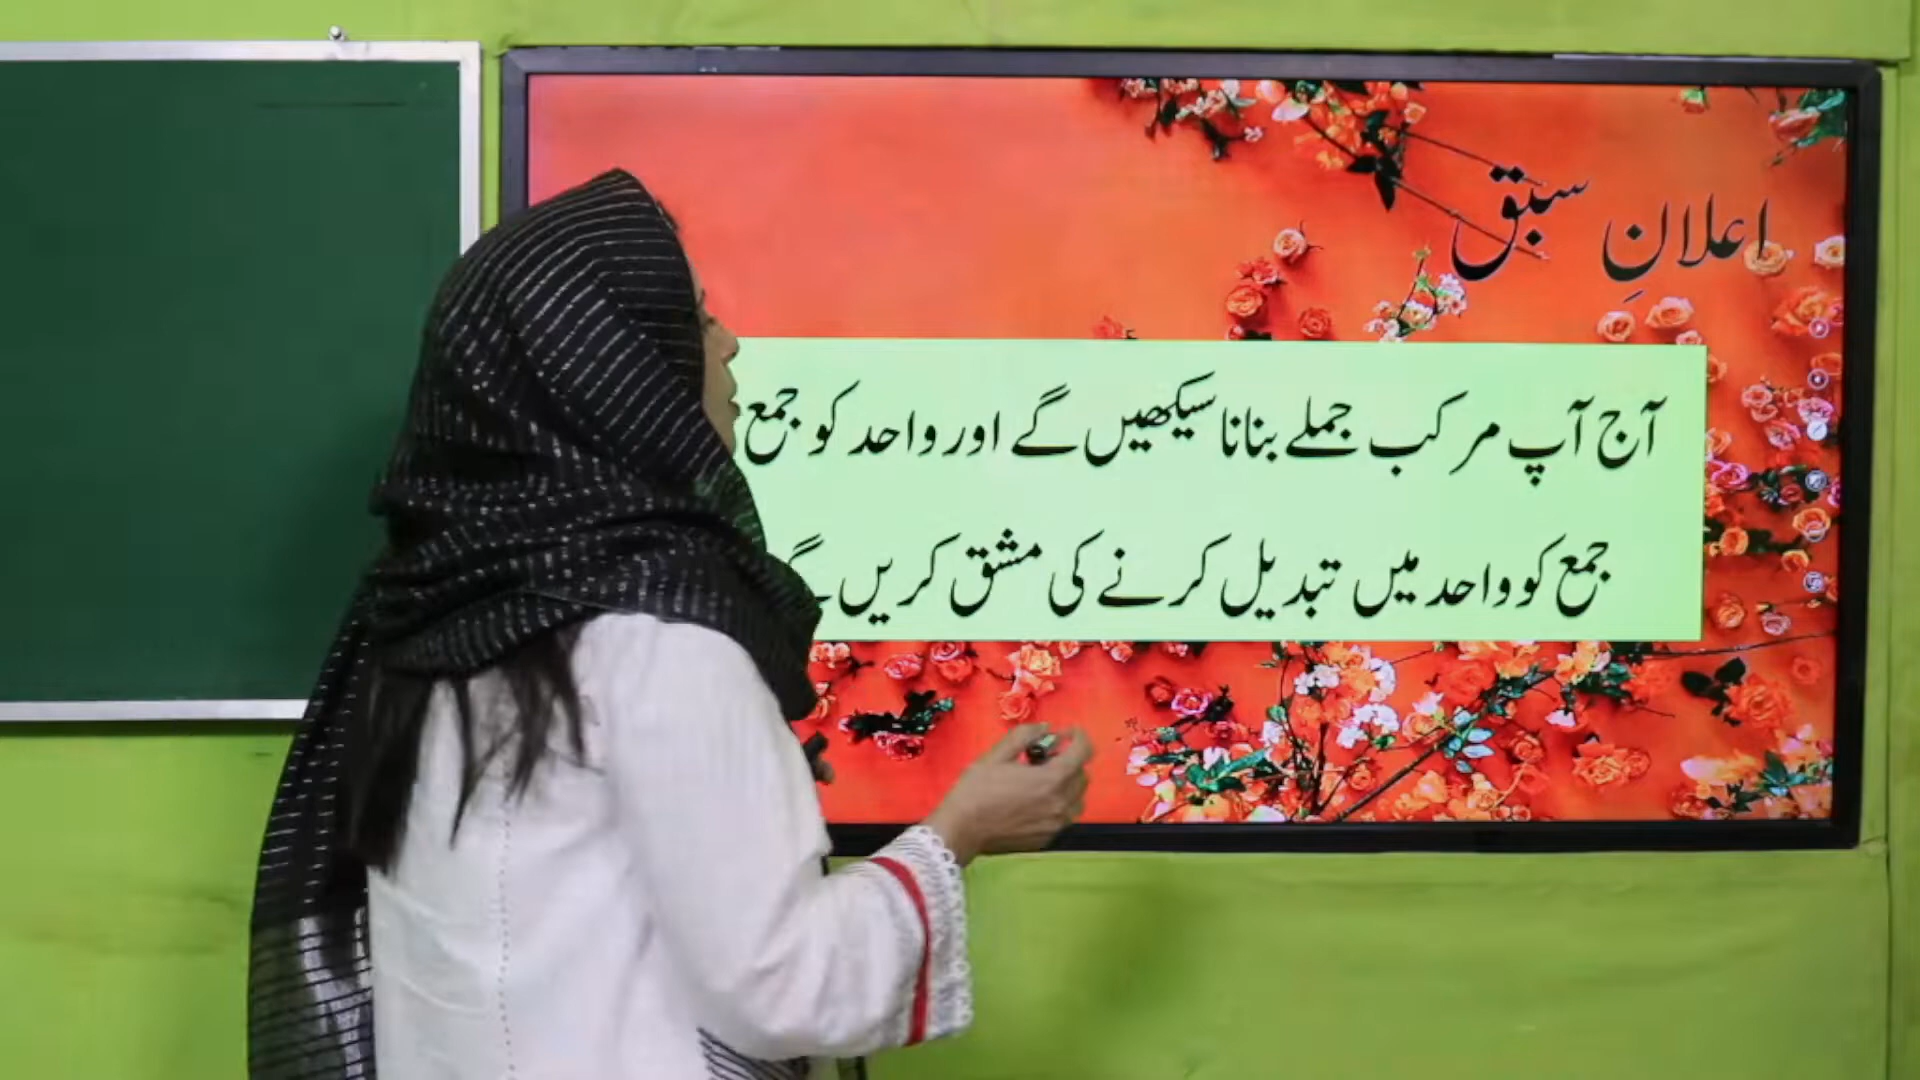 اعلانِ سبق
آج آپ مرکب جملے بنانا سیکھیں گے اور واحد کو جمع
جمع کو واحد میں تبدیل کرنے کی مشق کریں گے